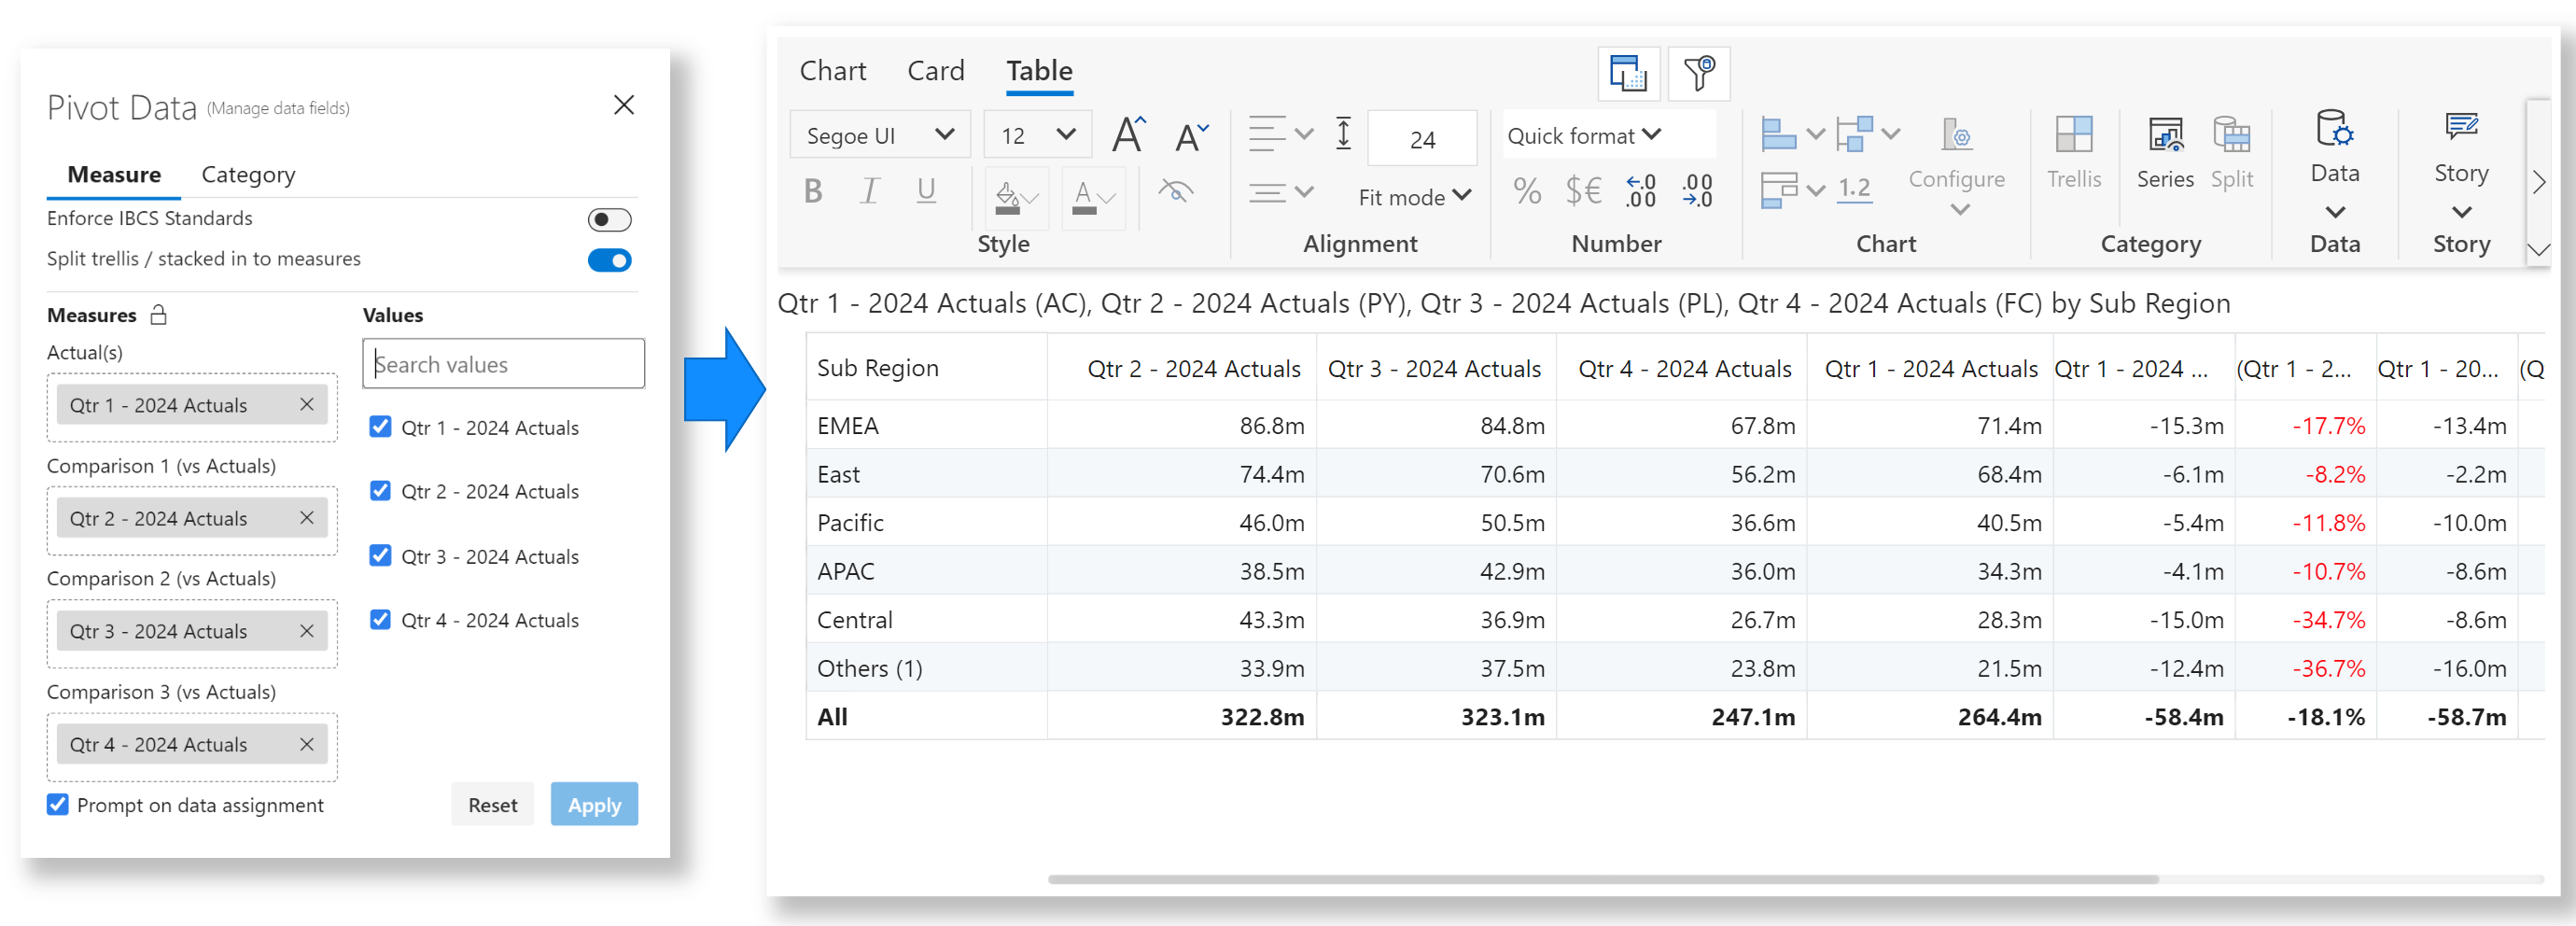 Pivot Data (Manage data fields)
Measure Category
Enforce IBCS Standards
Split trellis / stacked in to measures
Measures
Actual(s)
Qtr 1 - 2024 Actuals
Comparison 1 (vs Actuals)
Qtr 2 - 2024 Actuals
Comparison 2 (vs Actuals)
Qtr 3 - 2024 Actuals
Comparison 3 (vs Actuals)
Qtr 4 - 2024 Actuals
Values
Search values
Qtr 1 - 2024 Actuals
Qtr 2 - 2024 Actuals
Qtr 3 - 2024 Actuals
Qtr 4 - 2024 Actuals
Prompt on data assignment
Reset Apply
Chart Card Table
Segoe UI 12 A A 24 Quick format
B I U A Fit mode % $€ .0 .00 .00 .0 1.2 Configure Trellis Series Split Data Story
Style Alignment Number Chart Category Data Story
Qtr 1 - 2024 Actuals (AC), Qtr 2 - 2024 Actuals (PY), Qtr 3 - 2024 Actuals (PL), Qtr 4 - 2024 Actuals (FC) by Sub Region
Sub Region Qtr 2 - 2024 Actuals Qtr 3 - 2024 Actuals Qtr 4 - 2024 Actuals Qtr 1 - 2024 Actuals Qtr 1 - 2024 ... (Qtr 1 - 2... Qtr 1 - 20... (Q
EMEA 86.8m 84.8m 67.8m 71.4m -15.3m -17.7% -13.4m
East 74.4m 70.6m 56.2m 68.4m -6.1m -8.2% -2.2m
Pacific 46.0m 50.5m 36.6m 40.5m -5.4m -11.8% -10.0m
APAC 38.5m 42.9m 36.0m 34.3m -4.1m -10.7% -8.6m
Central 43.3m 36.9m 26.7m 28.3m -15.0m -34.7% -8.6m
Others (1) 33.9m 37.5m 23.8m 21.5m -12.4m -36.7% -16.0m
All 322.8m 323.1m 247.1m 264.4m -58.4m -18.1% -58.7m